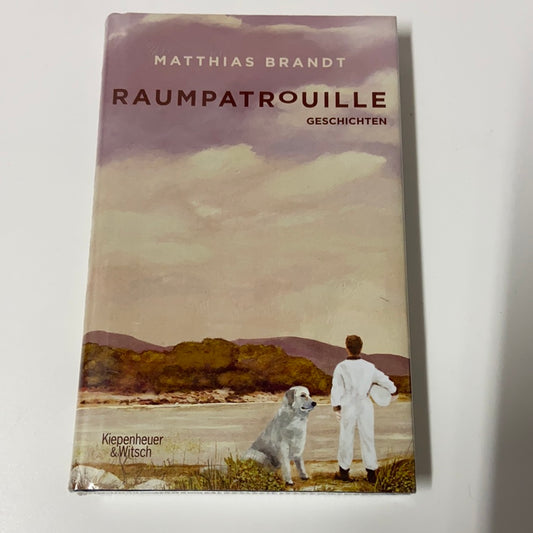 MATTHIAS BRANDT
RAUMPATROUILLE
GESCHICHTEN
Kiepenheuer
&Witsch